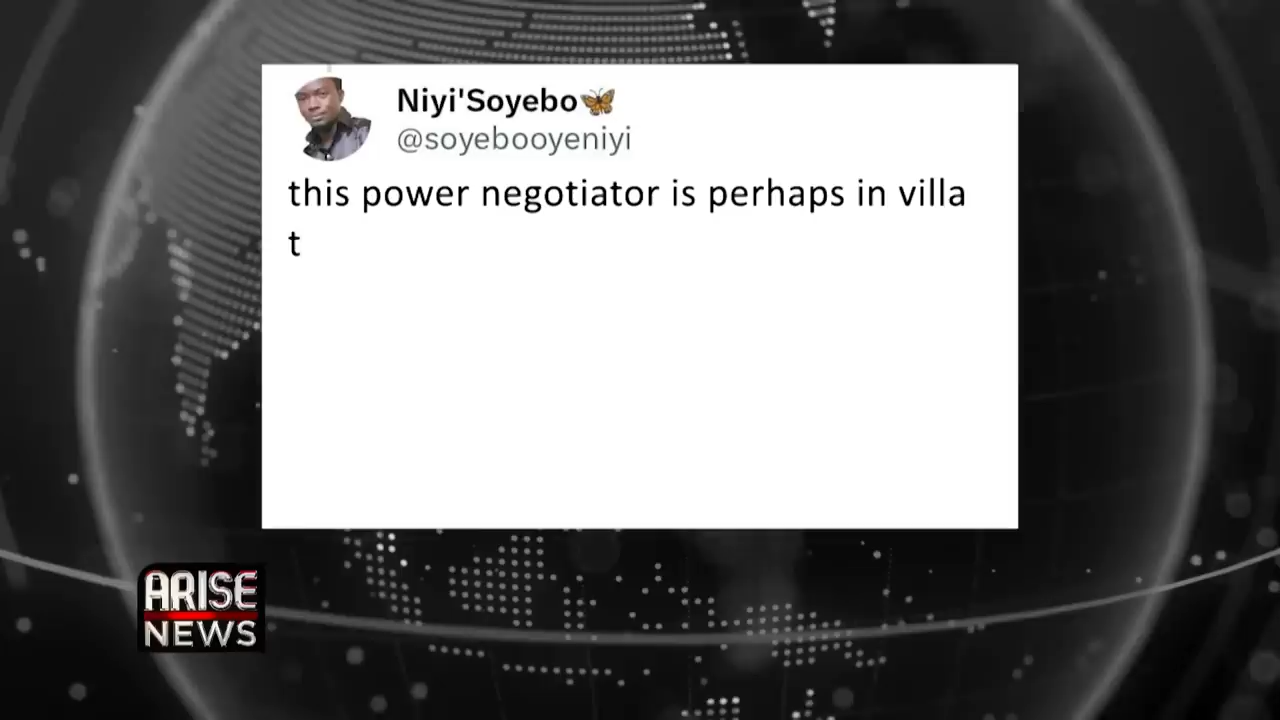 Niyi'Soyebo🦋
@soyebooyeniyi
this power negotiator is perhaps in villa
t
ARISE
NEWS